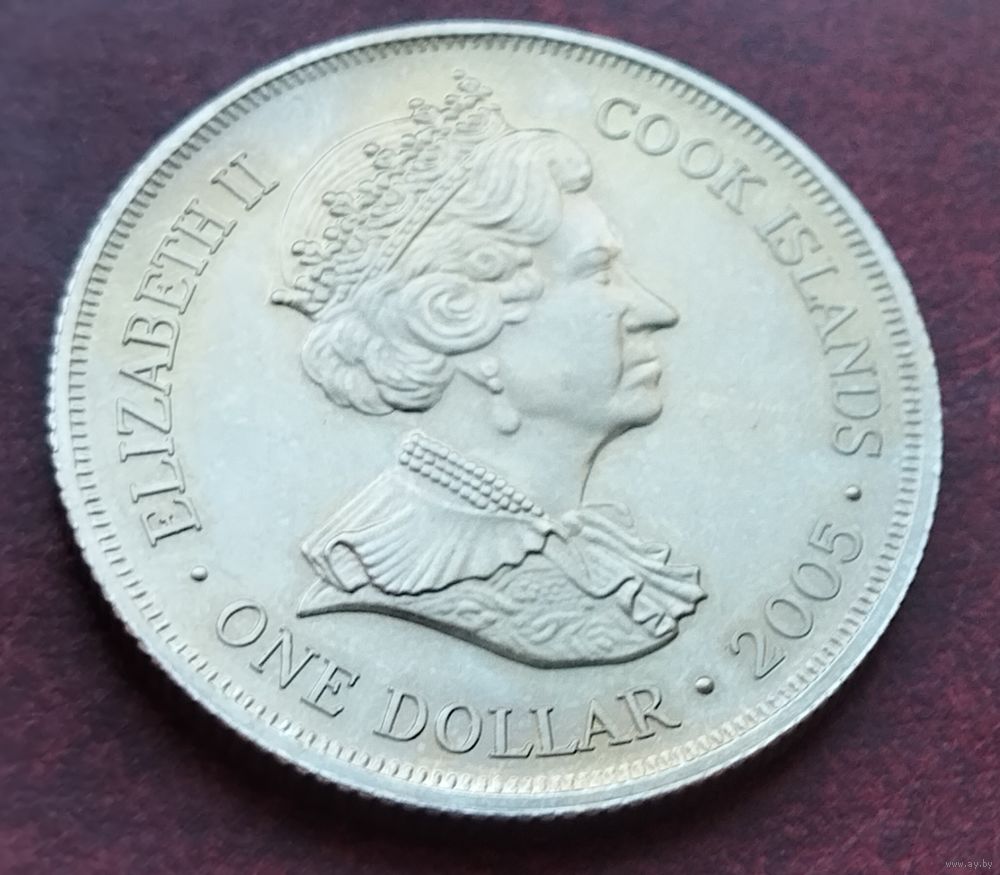 ELIZABETH II
COOK ISLANDS
· ONE DOLLAR · 2005 ·
www.ay.by